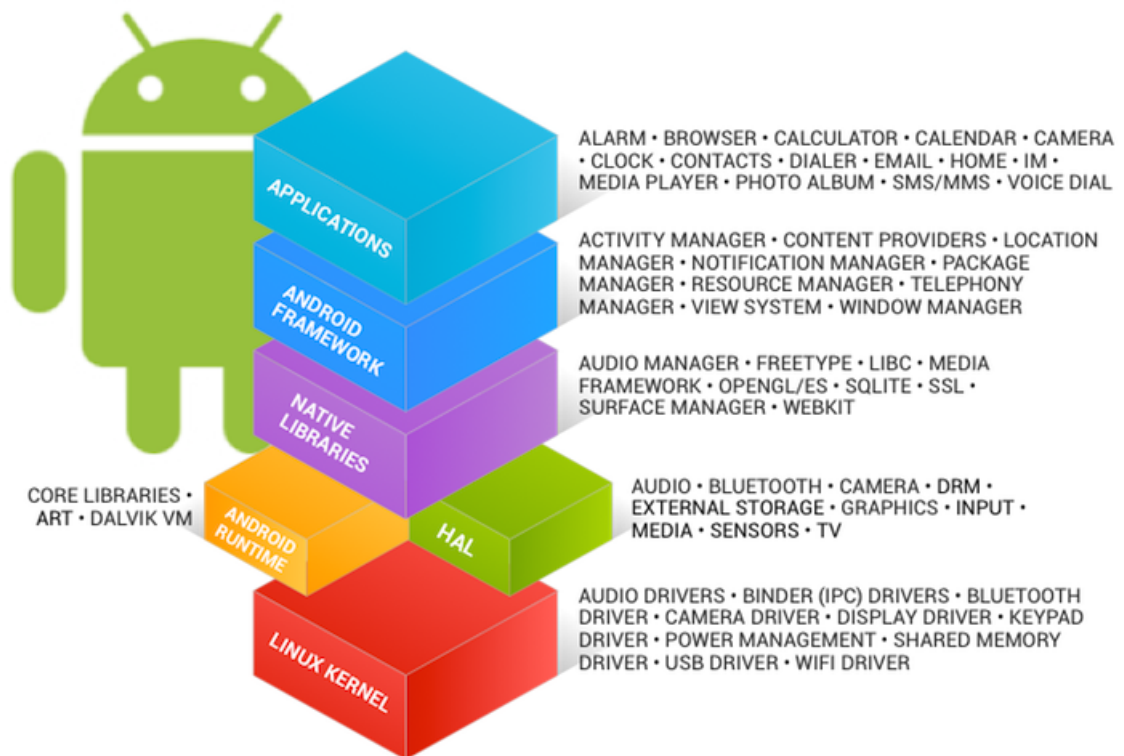 ALARM • BROWSER • CALCULATOR • CALENDAR • CAMERA
• CLOCK • CONTACTS • DIALER • EMAIL • HOME • IM •
MEDIA PLAYER • PHOTO ALBUM • SMS/MMS • VOICE DIAL
APPLICATIONS
ACTIVITY MANAGER • CONTENT PROVIDERS • LOCATION
MANAGER • NOTIFICATION MANAGER • PACKAGE
MANAGER • RESOURCE MANAGER • TELEPHONY
MANAGER • VIEW SYSTEM • WINDOW MANAGER
ANDROID
FRAMEWORK
AUDIO MANAGER • FREETYPE • LIBC • MEDIA
FRAMEWORK • OPENGL/ES • SQLITE • SSL •
SURFACE MANAGER • WEBKIT
NATIVE
LIBRARIES
CORE LIBRARIES •
ART • DALVIK VM
ANDROID
RUNTIME
HAL
AUDIO • BLUETOOTH • CAMERA • DRM •
EXTERNAL STORAGE • GRAPHICS • INPUT •
MEDIA • SENSORS • TV
AUDIO DRIVERS • BINDER (IPC) DRIVERS • BLUETOOTH
DRIVER • CAMERA DRIVER • DISPLAY DRIVER • KEYPAD
DRIVER • POWER MANAGEMENT • SHARED MEMORY
DRIVER • USB DRIVER • WIFI DRIVER
LINUX KERNEL